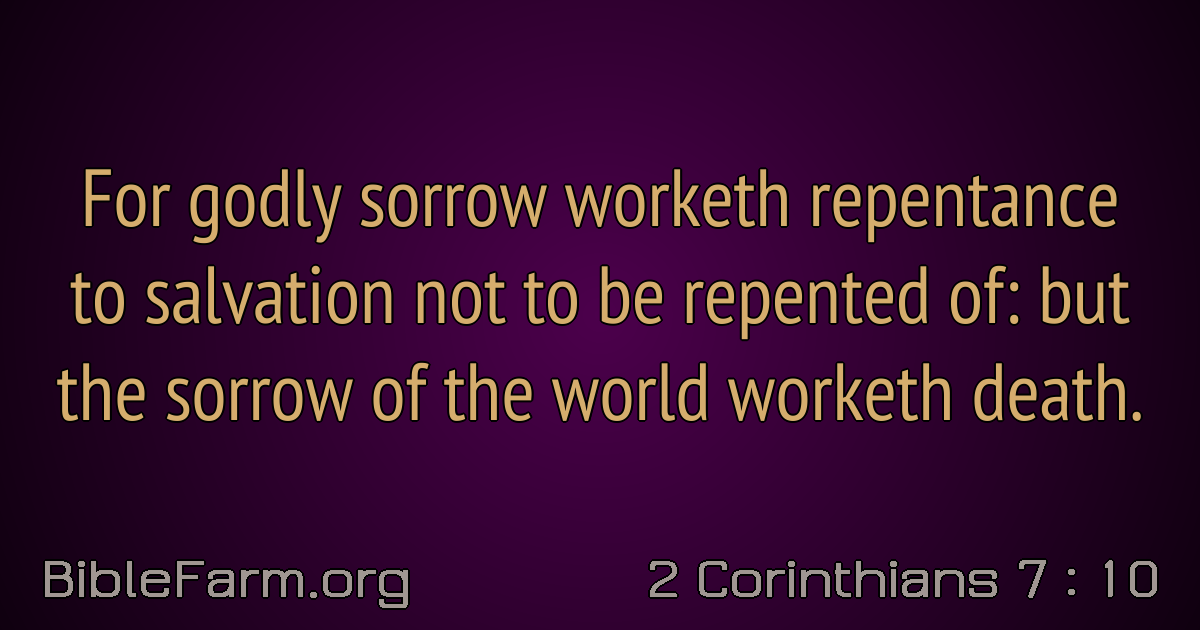 For godly sorrow worketh repentance
to salvation not to be repented of: but
the sorrow of the world worketh death.
BibleFarm.org
2 Corinthians 7 : 10